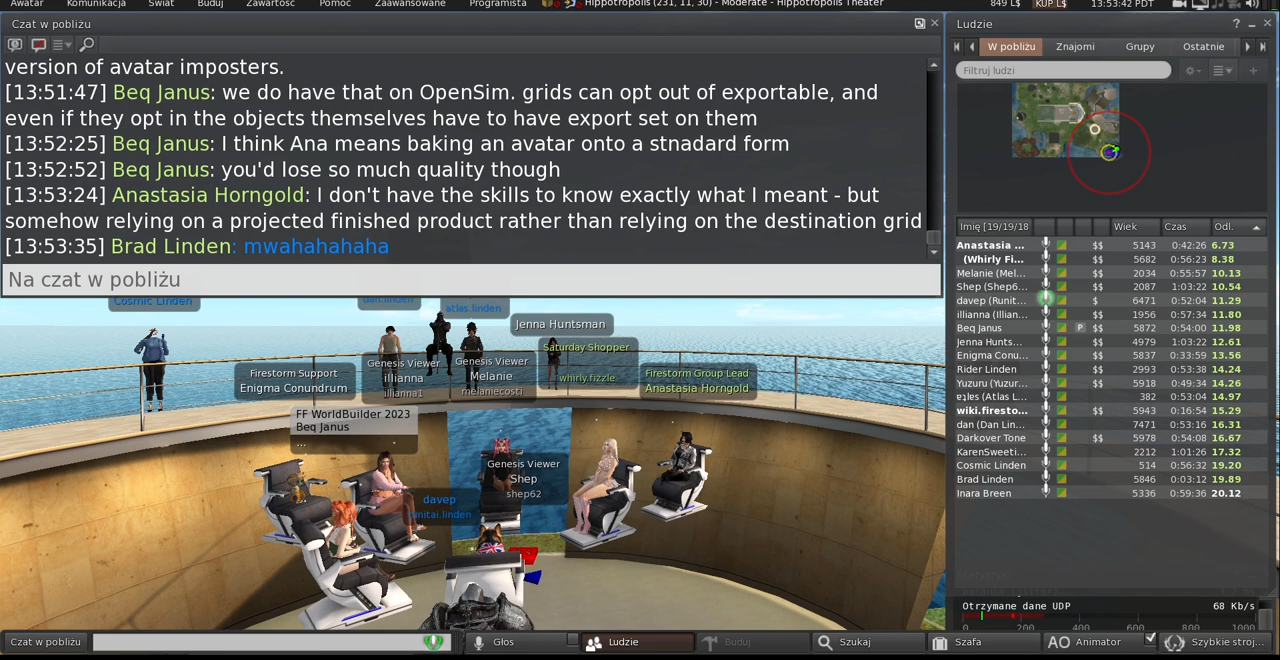 Awatar Komunikacja Świat Buduj Zawartość Pomoc Zaawansowane Programista Hippotropolis (231, 11, 30) - Moderate - Hippotropolis Theater 849 L$ KUP L$ 13:53:42 PDT
Czat w pobliżu
version of avatar imposters.
[13:51:47] Beq Janus: we do have that on OpenSim. grids can opt out of exportable, and
even if they opt in the objects themselves have to have export set on them
[13:52:25] Beq Janus: I think Ana means baking an avatar onto a stnadard form
[13:52:52] Beq Janus: you'd lose so much quality though
[13:53:24] Anastasia Horngold: I don't have the skills to know exactly what I meant - but
somehow relying on a projected finished product rather than relying on the destination grid
[13:53:35] Brad Linden: mwahahahaha
Na czat w pobliżu
Cosmic Linden
dan.linden
atlas.linden
Jenna Huntsman
Saturday Shopper
whirly.fizzle
Firestorm Support
Enigma Conundrum
Genesis Viewer
illianna
illianna1
Genesis Viewer
Melanie
melaniecosti
Firestorm Group Lead
Anastasia Horngold
FF WorldBuilder 2023
Beq Janus
...
Genesis Viewer
Shep
shep62
davep
runitai.linden
Ludzie
? _ ×
W pobliżu Znajomi Grupy Ostatnie
Filtruj ludzi
Imię [19/19/18 Wiek Czas Odl.
Anastasia ... $$ 5143 0:42:26 6.73
(Whirly Fi... $$ 5682 0:56:23 8.38
Melanie (Mel... $$ 2034 0:55:57 10.13
Shep (Shep6... $$ 2087 1:03:22 10.54
davep (Runit... $ 6471 0:52:04 11.29
illianna (Illian... $$ 1956 0:57:34 11.80
Beq Janus P $$ 5872 0:54:00 11.98
Jenna Hunts... $$ 4979 1:03:22 12.61
Enigma Conu... $$ 5837 0:33:59 13.56
Rider Linden $$ 2993 0:53:38 14.24
Yuzuru (Yuzur... $$ 5918 0:49:34 14.26
(Atlas L... 382 0:53:04 14.97
wiki.firesto... $$ 5943 0:16:54 15.29
dan (Dan Lin... 7471 0:53:16 16.31
Darkover Tone $$ 5978 0:54:08 16.67
KarenSweeti... 2212 1:01:26 17.32
Cosmic Linden 514 0:56:32 19.20
Brad Linden 5846 0:03:12 19.89
Inara Breen 5336 0:59:36 20.12
Otrzymane dane UDP 68 Kb/s
0 200 400 600 800 1000
Czat w pobliżu Głos Ludzie Buduj Szukaj Szafa AO Animator Szybkie stroj...